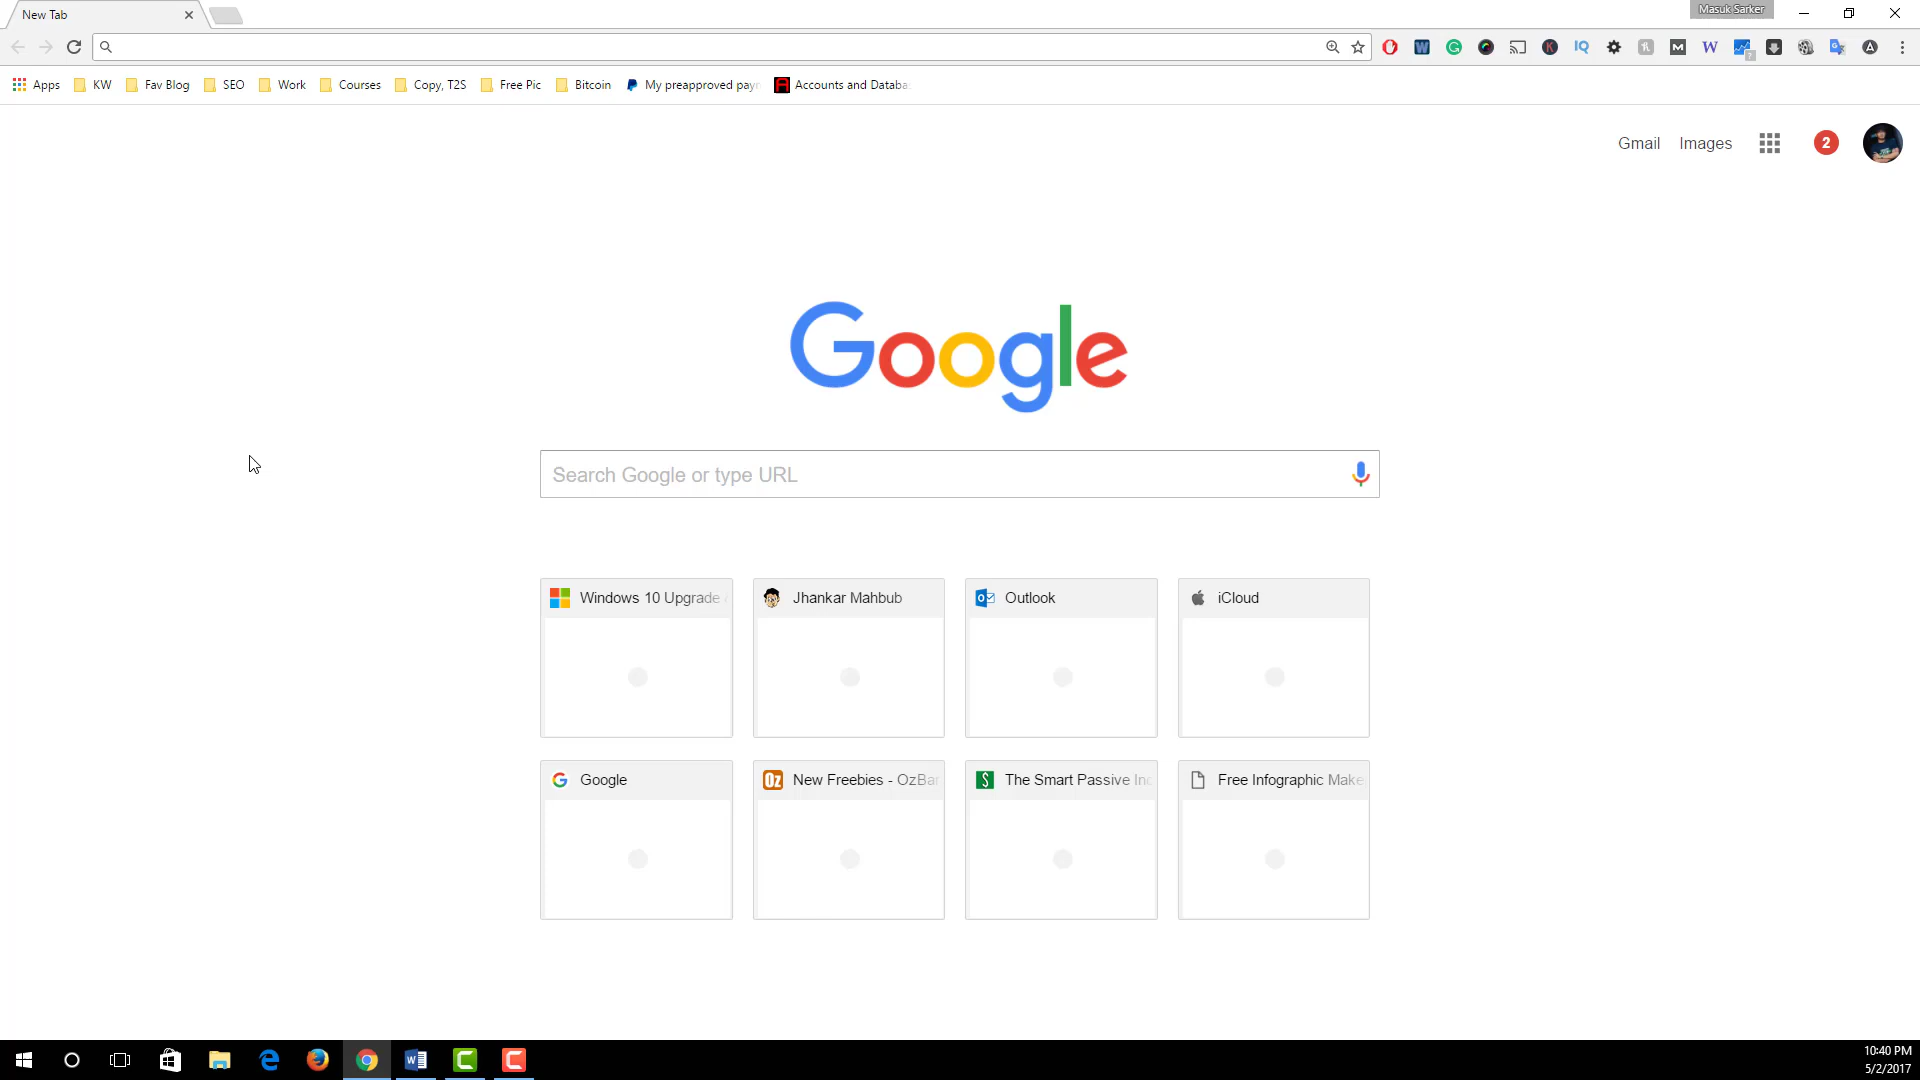 New Tab
Masuk Sarker
Apps KW Fav Blog SEO Work Courses Copy, T2S Free Pic Bitcoin My preapproved pay Accounts and Databa
Gmail Images 2
Google
Search Google or type URL
Windows 10 Upgrade Jhankar Mahbub Outlook iCloud
Google New Freebies - OzBar The Smart Passive Inc Free Infographic Make
10:40 PM
5/2/2017